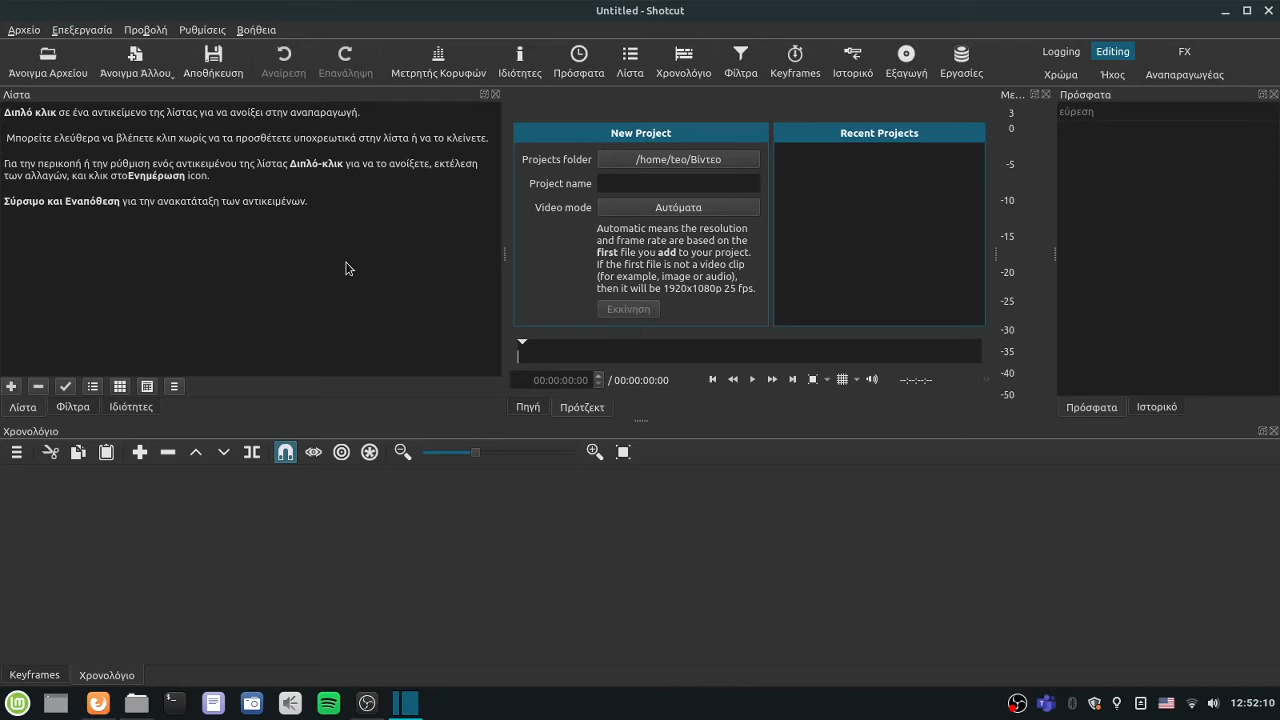 Untitled - Shotcut
Αρχείο Επεξεργασία Προβολή Ρυθμίσεις Βοήθεια
Άνοιγμα Αρχείου Άνοιγμα Άλλου.. Αποθήκευση Αναίρεση Επανάληψη Μετρητής Κορυφών Ιδιότητες Πρόσφατα Λίστα Χρονολόγιο Φίλτρα Keyframes Ιστορικό Εξαγωγή Εργασίες
Logging Editing FX
Χρώμα Ήχος Αναπαραγωγέας
Λίστα
Διπλό κλικ σε ένα αντικείμενο της λίστας για να ανοίξει στην αναπαραγωγή.
Μπορείτε ελεύθερα να βλέπετε κλιπ χωρίς να τα προσθέτετε υποχρεωτικά στην λίστα ή να το κλείνετε.
Για την περικοπή ή την ρύθμιση ενός αντικειμένου της λίστας Διπλό-κλικ για να το ανοίξετε, εκτέλεση
των αλλαγών, και κλικ στοΕνημέρωση icon.
Σύρσιμο και Εναπόθεση για την ανακατάταξη των αντικειμένων.
Λίστα Φίλτρα Ιδιότητες
New Project
Projects folder /home/teo/Βίντεο
Project name
Video mode Αυτόματα
Automatic means the resolution
and frame rate are based on the
first file you add to your project.
If the first file is not a video clip
(for example, image or audio),
then it will be 1920x1080p 25 fps.
Εκκίνηση
Recent Projects
00:00:00:00 / 00:00:00:00
--:--:--:--
Πηγή Πρότζεκτ
Με...
3
0
-5
-10
-15
-20
-25
-30
-35
-40
-50
Πρόσφατα
εύρεση
Πρόσφατα Ιστορικό
Χρονολόγιο
Keyframes Χρονολόγιο
12:52:10